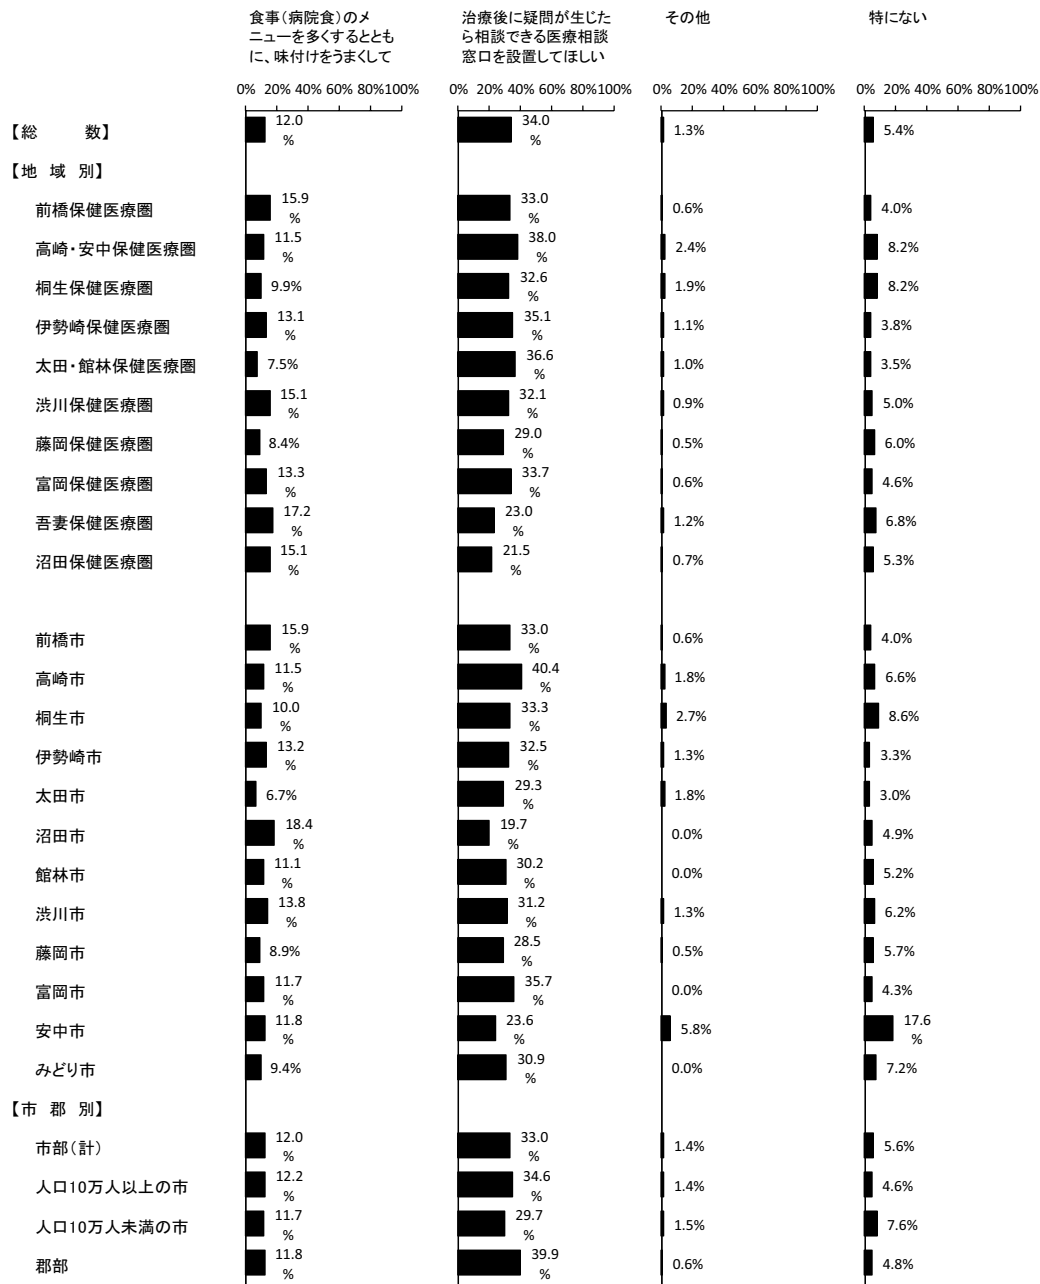 食事(病院食)のメ
ニューを多くするととも
に、味付けをうまくして
治療後に疑問が生じた
ら相談できる医療相談
窓口を設置してほしい
その他
特にない
0% 20% 40% 60% 80%100% 0% 20% 40% 60% 80%100% 0% 20% 40% 60% 80%100% 0% 20% 40% 60% 80%100%
【総 数】 12.0% 34.0% 1.3% 5.4%
【地 域 別】
前橋保健医療圏 15.9% 33.0% 0.6% 4.0%
高崎・安中保健医療圏 11.5% 38.0% 2.4% 8.2%
桐生保健医療圏 9.9% 32.6% 1.9% 8.2%
伊勢崎保健医療圏 13.1% 35.1% 1.1% 3.8%
太田・館林保健医療圏 7.5% 36.6% 1.0% 3.5%
渋川保健医療圏 15.1% 32.1% 0.9% 5.0%
藤岡保健医療圏 8.4% 29.0% 0.5% 6.0%
富岡保健医療圏 13.3% 33.7% 0.6% 4.6%
吾妻保健医療圏 17.2% 23.0% 1.2% 6.8%
沼田保健医療圏 15.1% 21.5% 0.7% 5.3%
前橋市 15.9% 33.0% 0.6% 4.0%
高崎市 11.5% 40.4% 1.8% 6.6%
桐生市 10.0% 33.3% 2.7% 8.6%
伊勢崎市 13.2% 32.5% 1.3% 3.3%
太田市 6.7% 29.3% 1.8% 3.0%
沼田市 18.4% 19.7% 0.0% 4.9%
館林市 11.1% 30.2% 0.0% 5.2%
渋川市 13.8% 31.2% 1.3% 6.2%
藤岡市 8.9% 28.5% 0.5% 5.7%
富岡市 11.7% 35.7% 0.0% 4.3%
安中市 11.8% 23.6% 5.8% 17.6%
みどり市 9.4% 30.9% 0.0% 7.2%
【市 郡 別】
市部(計) 12.0% 33.0% 1.4% 5.6%
人口10万人以上の市 12.2% 34.6% 1.4% 4.6%
人口10万人未満の市 11.7% 29.7% 1.5% 7.6%
郡部 11.8% 39.9% 0.6% 4.8%